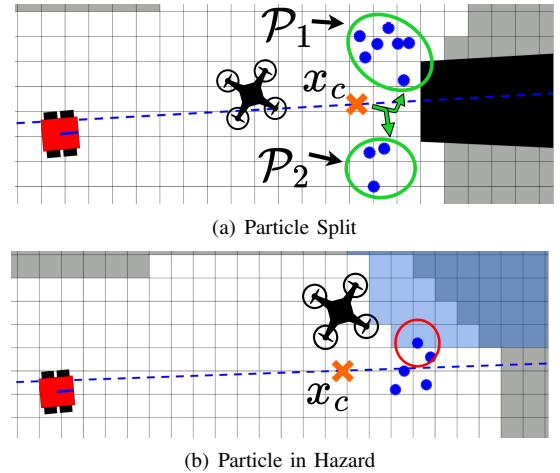 P₁
x_c
P₂
(a) Particle Split
x_c
(b) Particle in Hazard